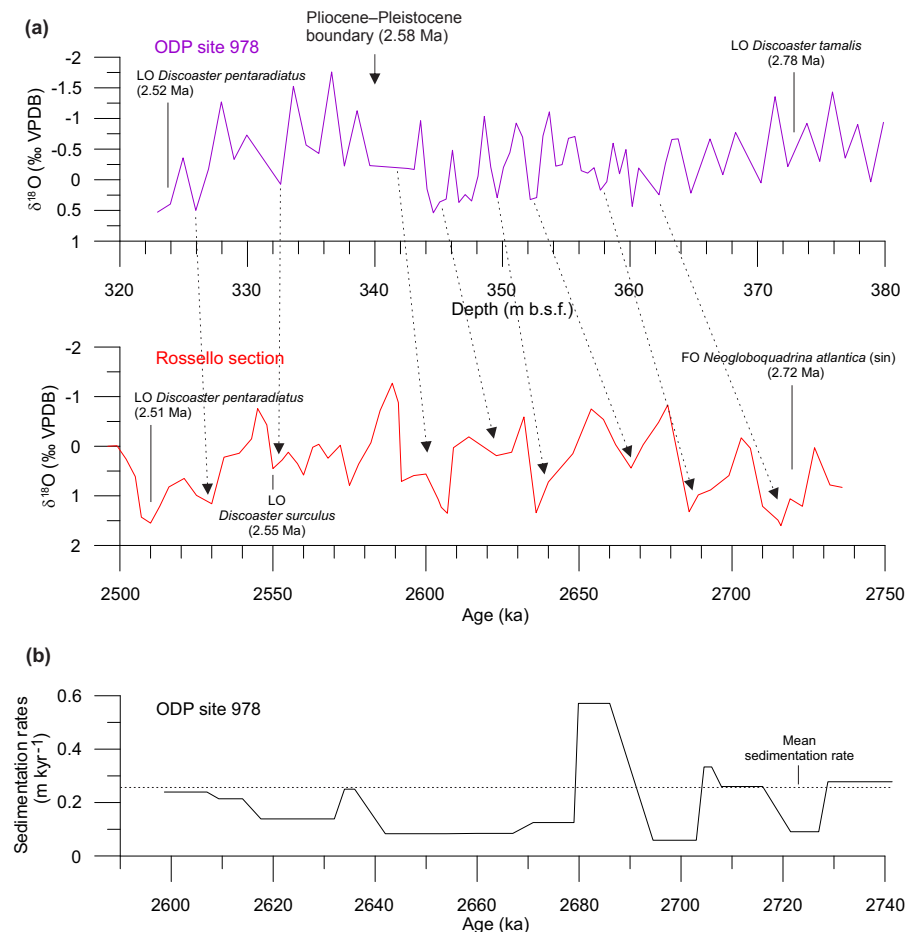 (a)
Pliocene–Pleistocene
boundary (2.58 Ma)
ODP site 978
LO Discoaster pentaradiatus
(2.52 Ma)
LO Discoaster tamalis
(2.78 Ma)
δ18O (‰ VPDB)
-2
-1.5
-1
-0.5
0
0.5
1
320 330 340 350 360 370 380
Depth (m b.s.f.)
Rossello section
LO Discoaster pentaradiatus
(2.51 Ma)
FO Neogloboquadrina atlantica (sin)
(2.72 Ma)
LO
Discoaster surculus
(2.55 Ma)
δ18O (‰ VPDB)
-2
-1
0
1
2
2500 2550 2600 2650 2700 2750
Age (ka)
(b)
ODP site 978
Mean
sedimentation rate
Sedimentation rates
(m kyr-1)
0.6
0.4
0.2
0
2600 2620 2640 2660 2680 2700 2720 2740
Age (ka)